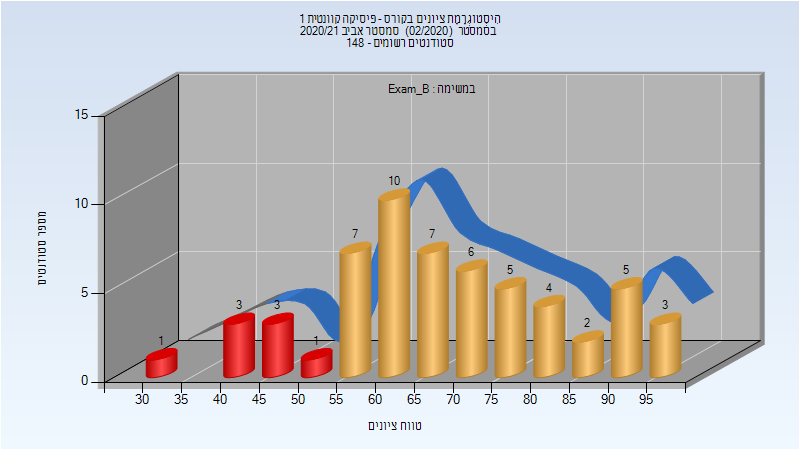 היסטוגרמת ציונים בקורס - פיסיקה קוונטית 1
בסמסטר (02/2020) סמסטר אביב 2020/21
סטודנטים רשומים - 148
במשימה : Exam_B
מספר סטודנטים
15
10
5
0
1
3
3
1
7
10
7
6
5
4
2
5
3
30 35 40 45 50 55 60 65 70 75 80 85 90 95
טווח ציונים